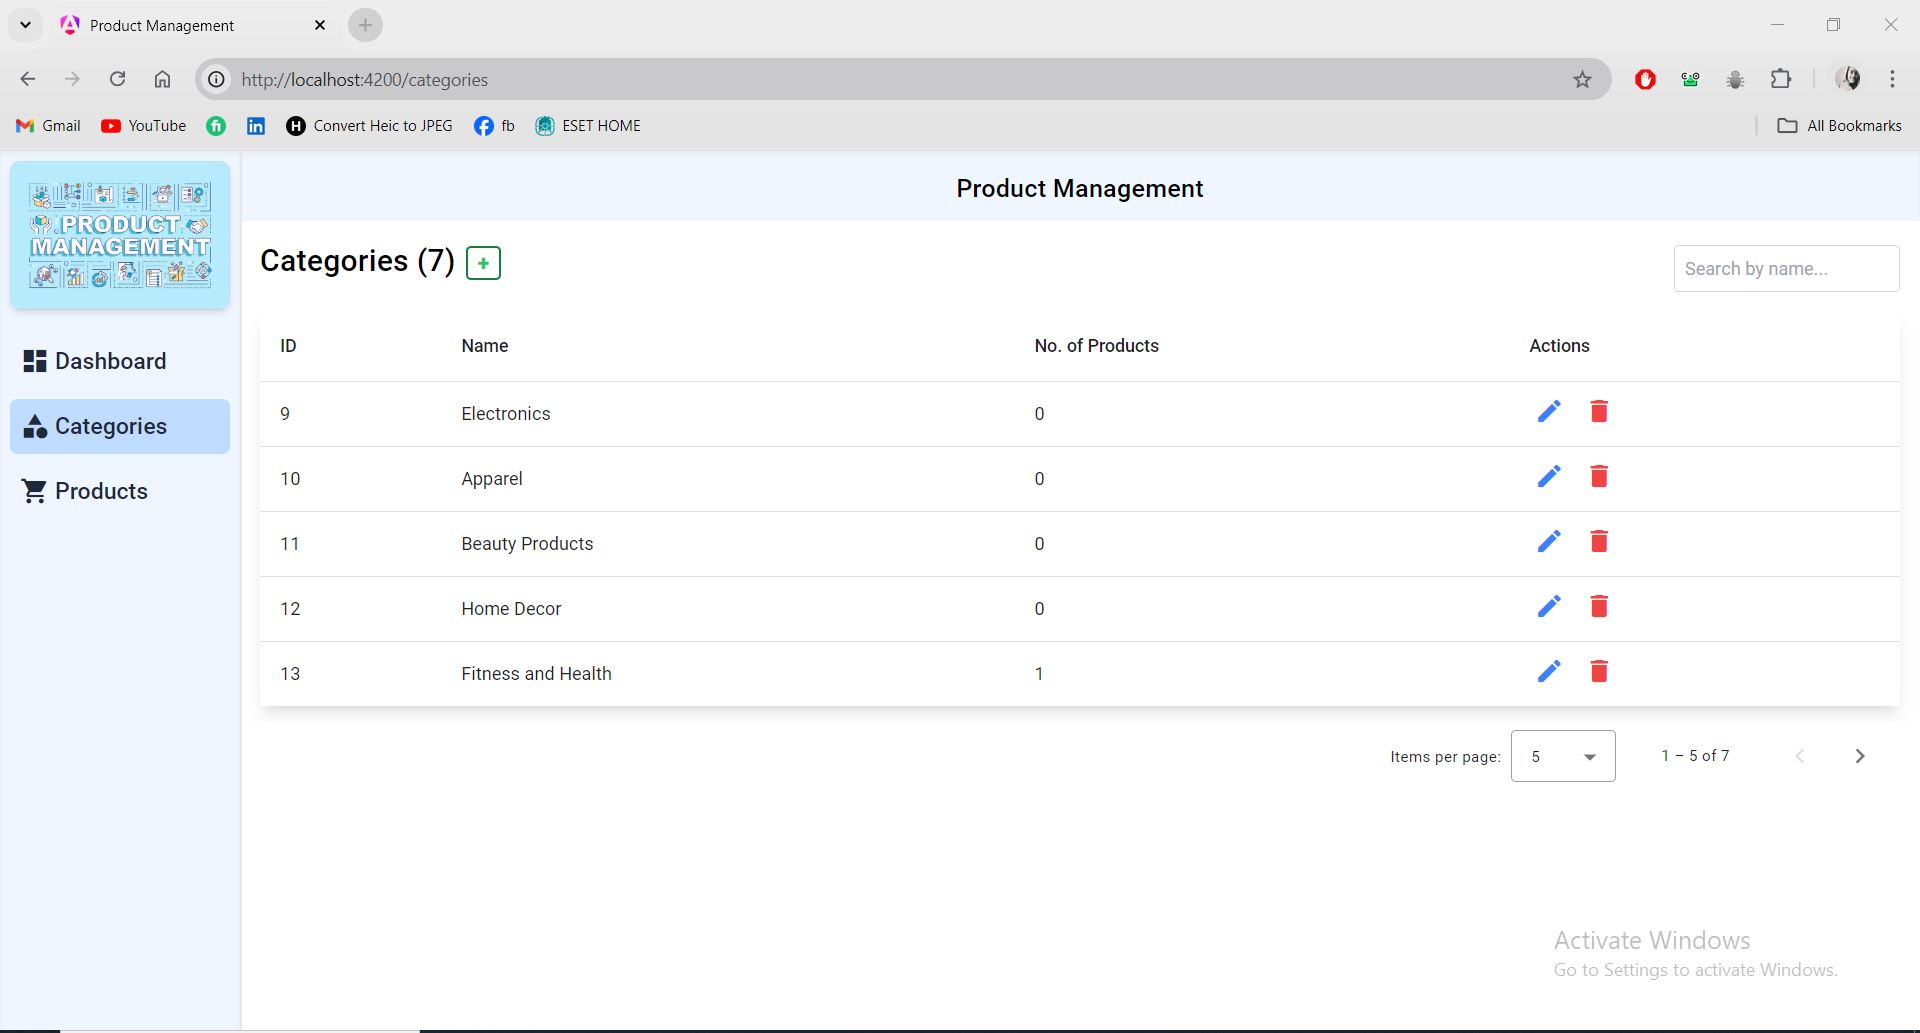 Product Management
http://localhost:4200/categories
Gmail YouTube fi in H Convert Heic to JPEG fb ESET HOME All Bookmarks
PRODUCT
MANAGEMENT
Product Management
Categories (7) +
Search by name...
Dashboard
Categories
Products
ID Name No. of Products Actions
9 Electronics 0
10 Apparel 0
11 Beauty Products 0
12 Home Decor 0
13 Fitness and Health 1
Items per page: 5 1 – 5 of 7
Activate Windows
Go to Settings to activate Windows.